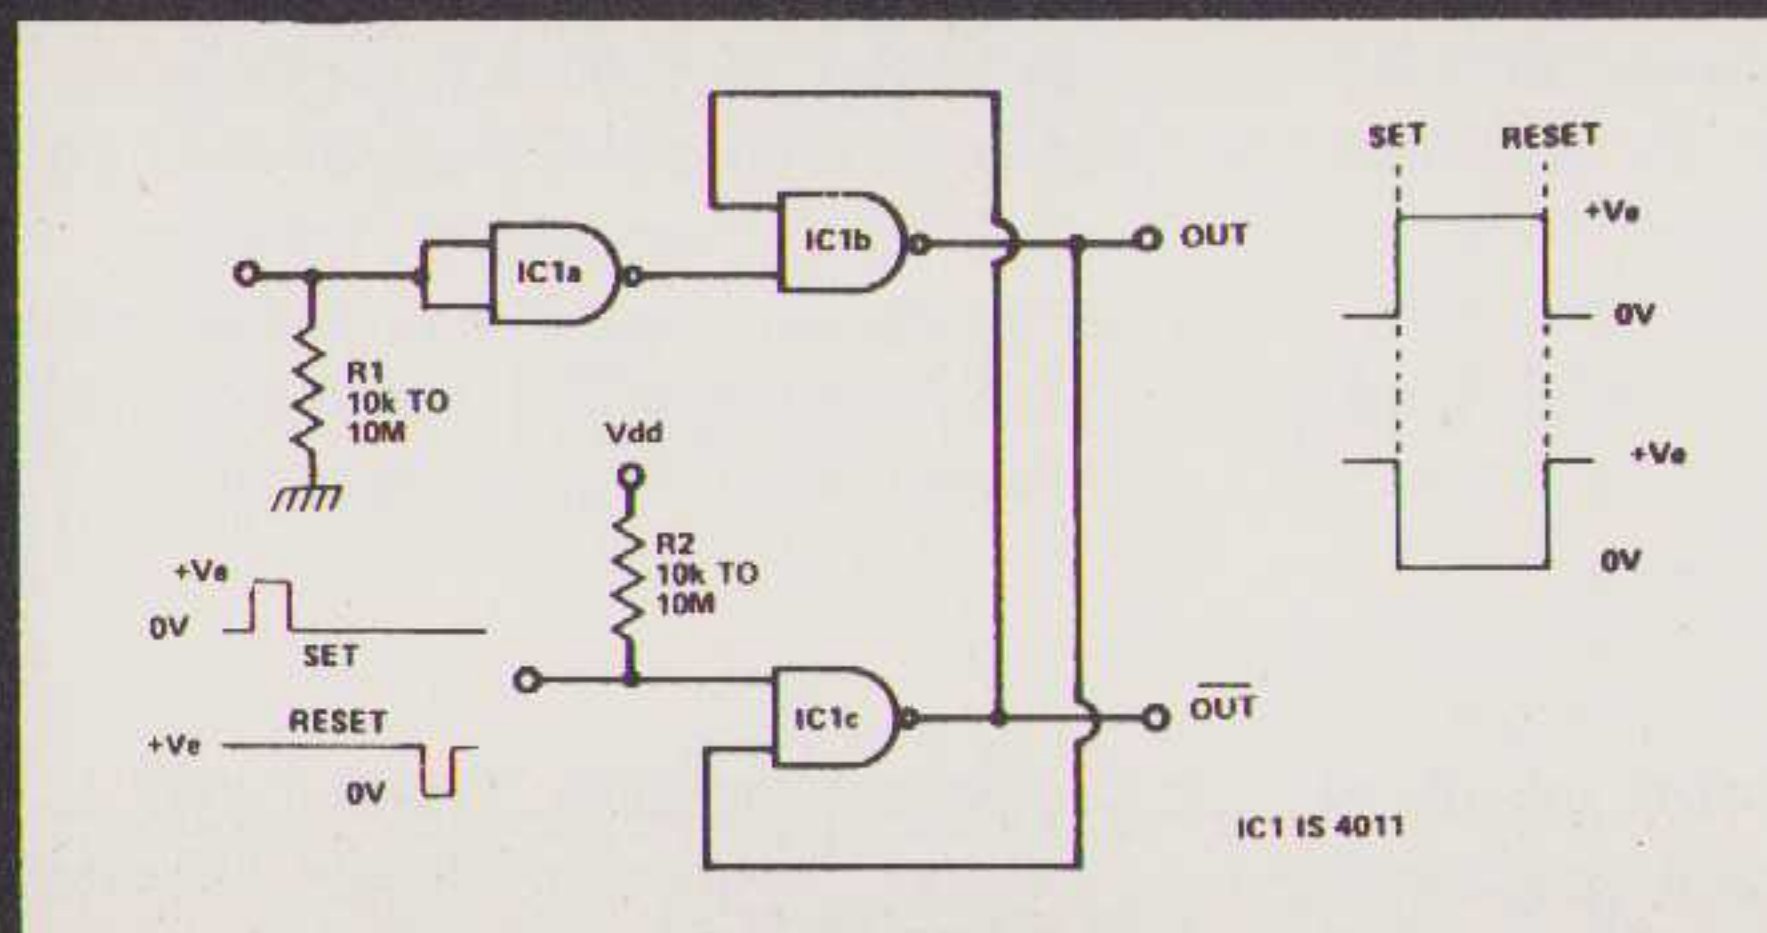 SET RESET
+Ve
IC1b
OUT
IC1a
0V
R1
10k TO
10M
Vdd
+Ve
R2
10k TO
10M
0V
+Ve
0V
SET
IC1c
OUT
RESET
+Ve
0V
IC1 IS 4011